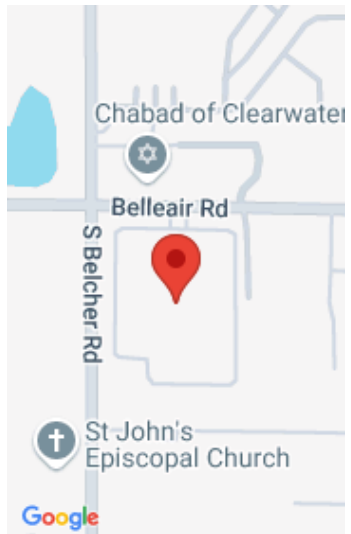 Chabad of Clearwater
Belleair Rd
S Belcher Rd
St John's
Episcopal Church
Google